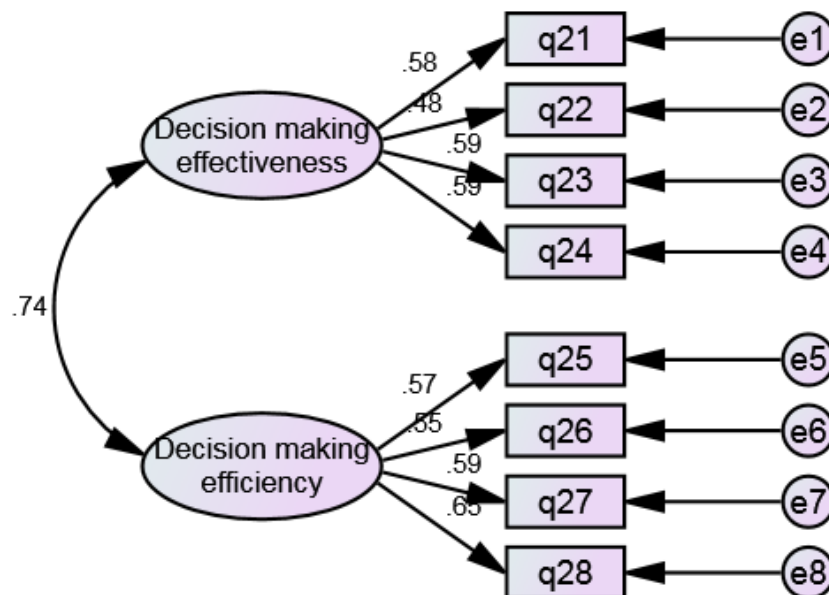 q21
e1
.58
q22
e2
.48
Decision making
effectiveness
.59
q23
e3
.59
q24
e4
.74
q25
e5
.57
q26
e6
.55
Decision making
efficiency
.59
q27
e7
.65
q28
e8